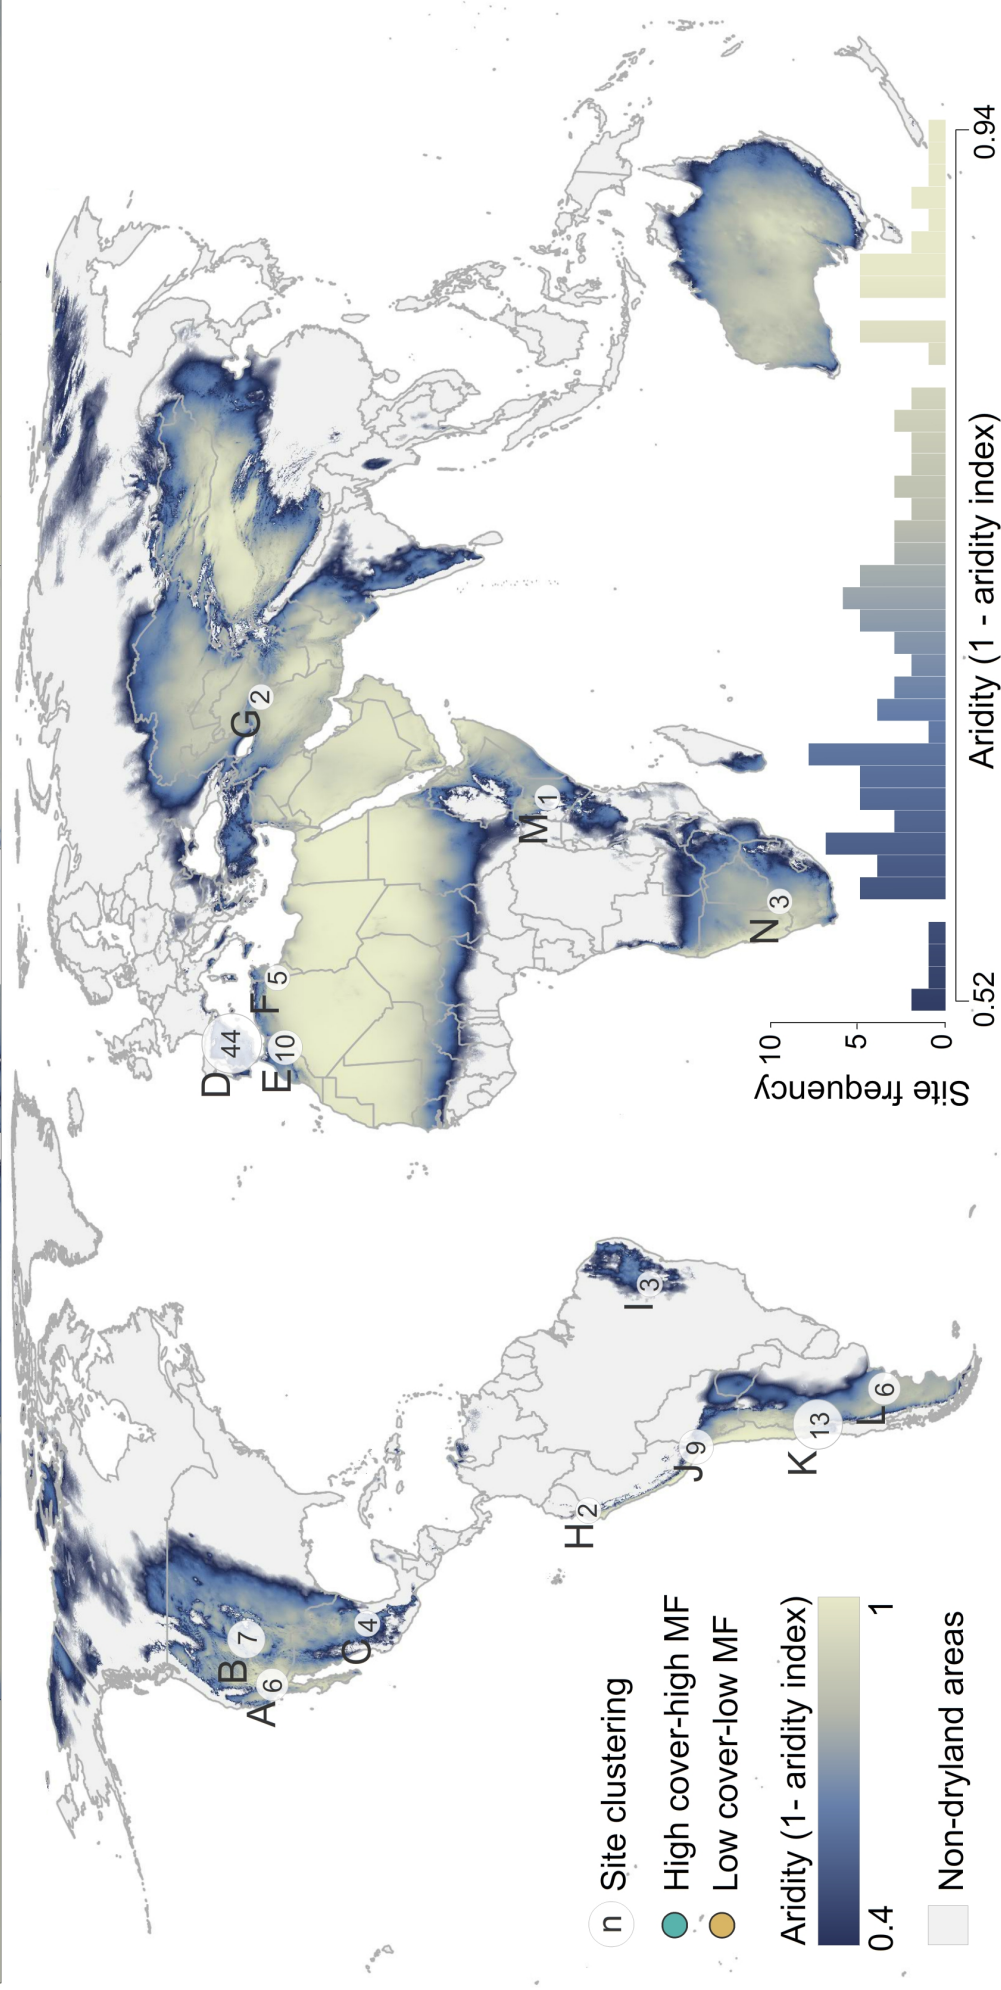 A
6
B
7
C
4
D
44
E
10
F
5
G
2
H
2
I
3
J
9
K
13
L
6
M
1
N
3
n
Site clustering
High cover-high MF
Low cover-low MF
Aridity (1- aridity index)
0.4
1
Non-dryland areas
Site frequency
10
5
0
0.52
0.94
Aridity (1 - aridity index)